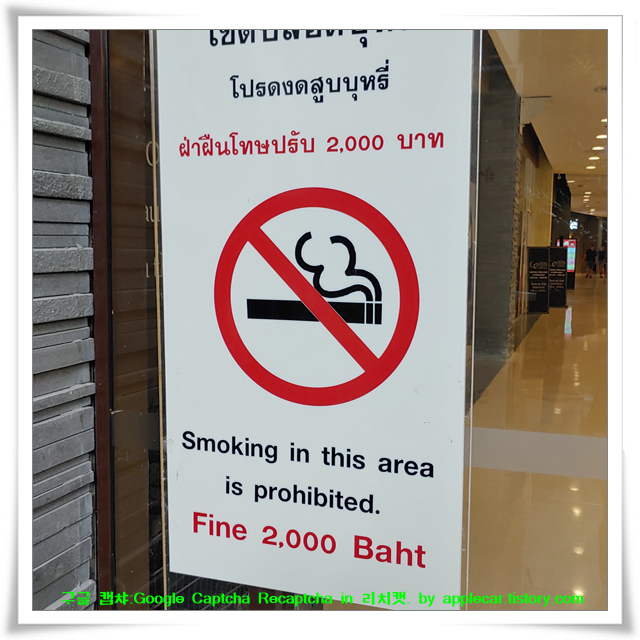 โปรดงดสูบบุหรี่
ฝ่าฝืนโทษปรับ 2,000 บาท
Smoking in this area
is prohibited.
Fine 2,000 Baht
구글 캡챠:Google Captcha Recaptcha in 리치캣. by applecar.tistory.com